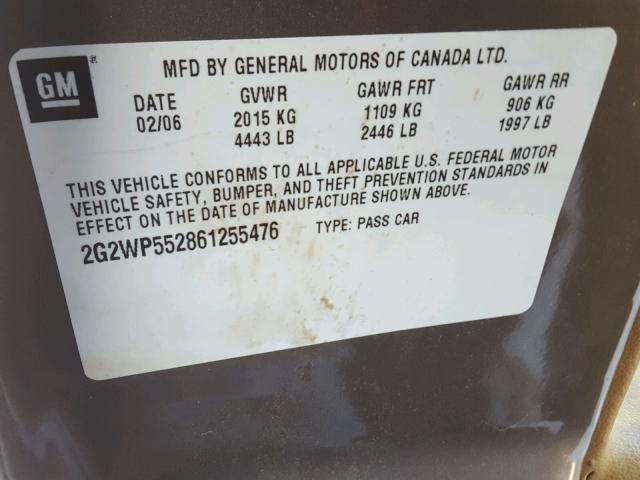 GM
MFD BY GENERAL MOTORS OF CANADA LTD.
DATE GVWR GAWR FRT GAWR RR
02/06 2015 KG 1109 KG 906 KG
4443 LB 2446 LB 1997 LB
THIS VEHICLE CONFORMS TO ALL APPLICABLE U.S. FEDERAL MOTOR
VEHICLE SAFETY, BUMPER, AND THEFT PREVENTION STANDARDS IN
EFFECT ON THE DATE OF MANUFACTURE SHOWN ABOVE.
2G2WP552861255476 TYPE: PASS CAR